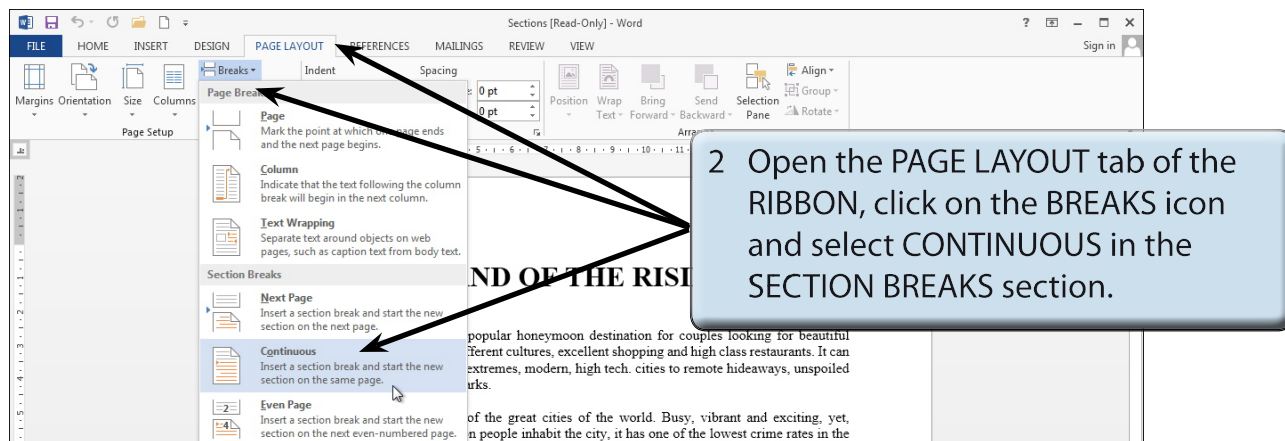 Sections [Read-Only] - Word
FILE HOME INSERT DESIGN PAGE LAYOUT REFERENCES MAILINGS REVIEW VIEW Sign in
Breaks Indent Spacing
Margins Orientation Size Columns
Page Setup
0 pt
0 pt
Position Wrap Text Bring Forward Send Backward Selection Pane
Align
Group
Rotate
Page
Mark the point at which one page ends
and the next page begins.
Column
Indicate that the text following the column
break will begin in the next column.
Text Wrapping
Separate text around objects on web
pages, such as caption text from body text.
Section Breaks
Next Page
Insert a section break and start the new
section on the next page.
Continuous
Insert a section break and start the new
section on the same page.
Even Page
Insert a section break and start the new
section on the next even-numbered page.
2 Open the PAGE LAYOUT tab of the
RIBBON, click on the BREAKS icon
and select CONTINUOUS in the
SECTION BREAKS section.
OF THE
popular honeymoon destination for couples looking for beautiful
cultures, excellent shopping and high class restaurants. It can
extremes, modern, high tech. cities to remote hideaways, unspoiled
of the great cities of the world. Busy, vibrant and exciting, yet,
people inhabit the city, it has one of the lowest crime rates in the